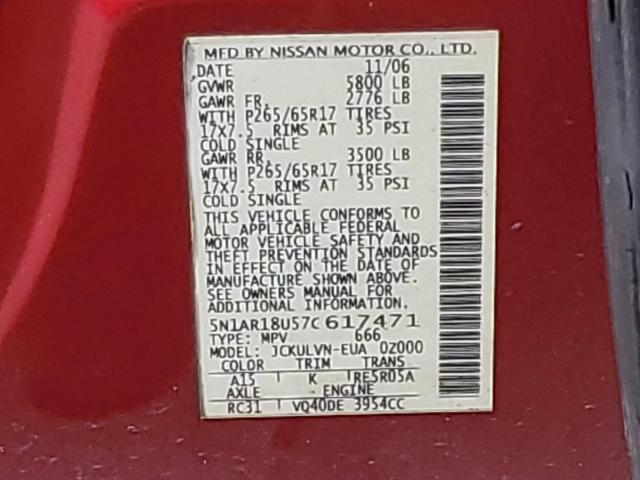 MFD BY NISSAN MOTOR CO., LTD.
DATE 11/06
GVWR 5800 LB
GAWR FR. 2776 LB
WITH P265/65R17 TIRES
17X7.5 RIMS AT 35 PSI
COLD SINGLE
GAWR RR. 3500 LB
WITH P265/65R17 TIRES
17X7.5 RIMS AT 35 PSI
COLD SINGLE
THIS VEHICLE CONFORMS TO
ALL APPLICABLE FEDERAL
MOTOR VEHICLE SAFETY AND
THEFT PREVENTION STANDARDS
IN EFFECT ON THE DATE OF
MANUFACTURE SHOWN ABOVE.
SEE OWNERS MANUAL FOR
ADDITIONAL INFORMATION.
5N1AR18U57C617471
TYPE: MPV 666
MODEL: JCKULVN-EUA 0Z000
COLOR TRIM TRANS
A15 K RE5R05A
AXLE ENGINE
RC31 VQ40DE 3954CC